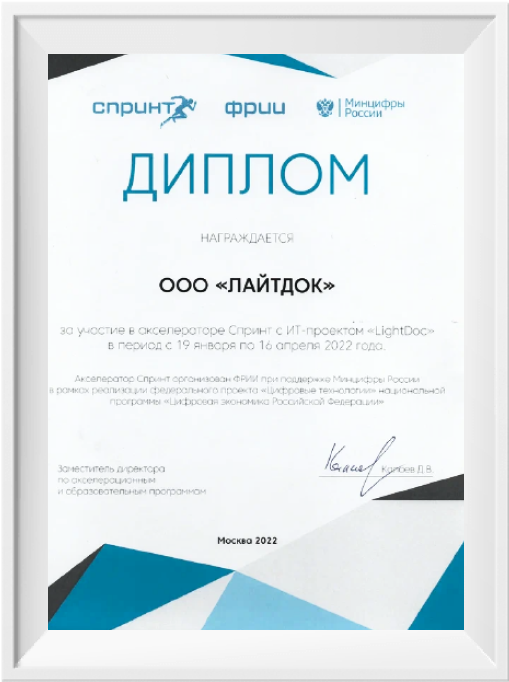 спринт фрии Минцифры
России
ДИПЛОМ
НАГРАЖДАЕТСЯ
ООО «ЛАЙТДОК»
за участие в акселераторе Спринт с ИТ-проектом «LightDoc»
в период с 19 января по 16 апреля 2022 года.
Акселератор Спринт организован ФРИИ при поддержке Минцифры России
в рамках реализации федерального проекта «Цифровые технологии» национальной
программы «Цифровая экономика Российской Федерации»
Заместитель директора
по акселерационным
и образовательным программам
Калаев Д.В.
Москва 2022